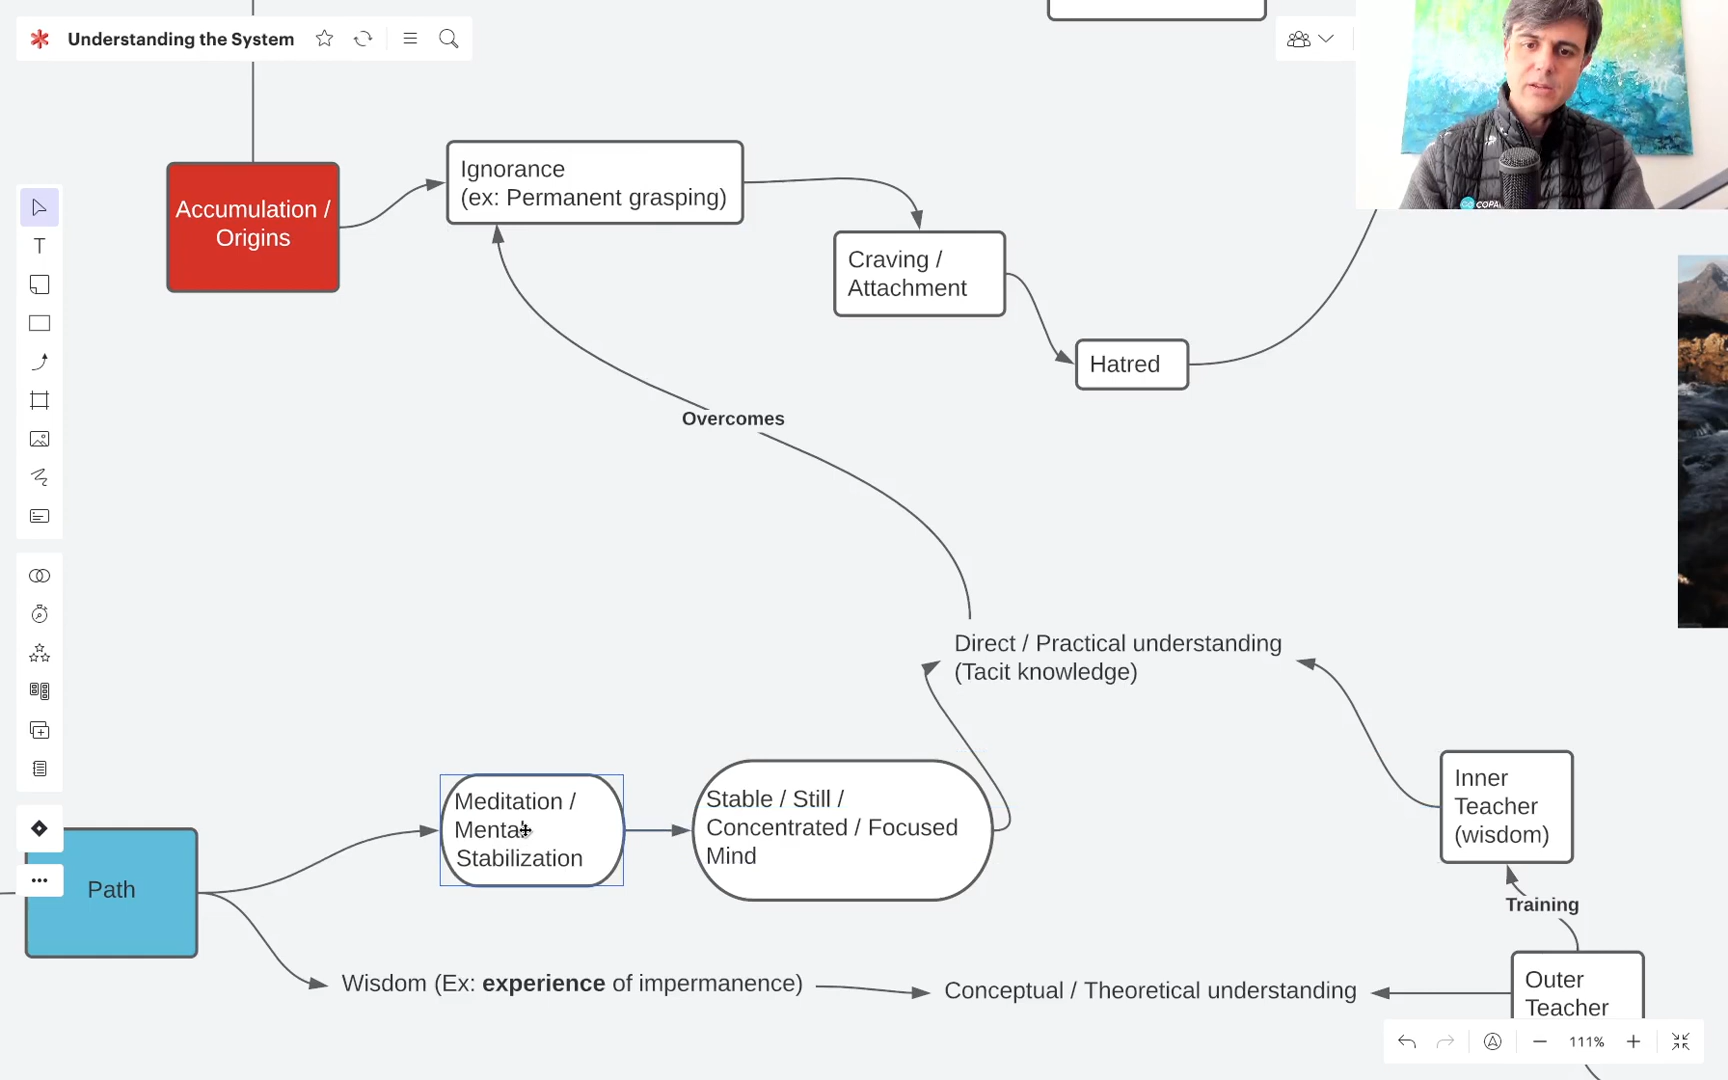 Understanding the System
Accumulation /
Origins
Ignorance
(ex: Permanent grasping)
Craving /
Attachment
Hatred
Overcomes
Direct / Practical understanding
(Tacit knowledge)
Meditation /
Mental
Stabilization
Stable / Still /
Concentrated / Focused
Mind
Inner
Teacher
(wisdom)
Training
Path
Wisdom (Ex: experience of impermanence)
Conceptual / Theoretical understanding
Outer
Teacher
T
111%